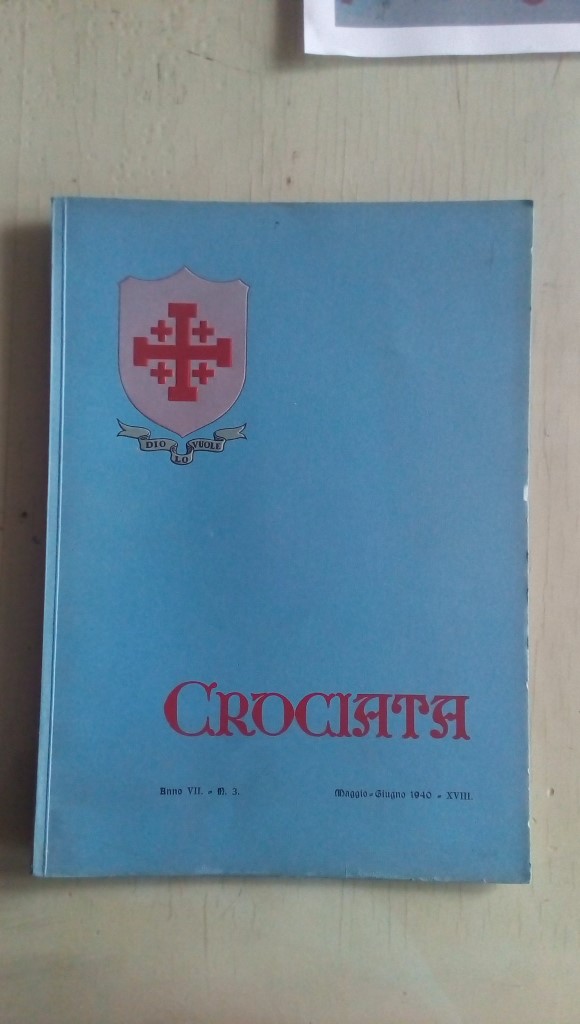 DIO LO VUOLE
CROCIATA
Anno VII. - N. 3.
Maggio-Giugno 1940 - XVIII.